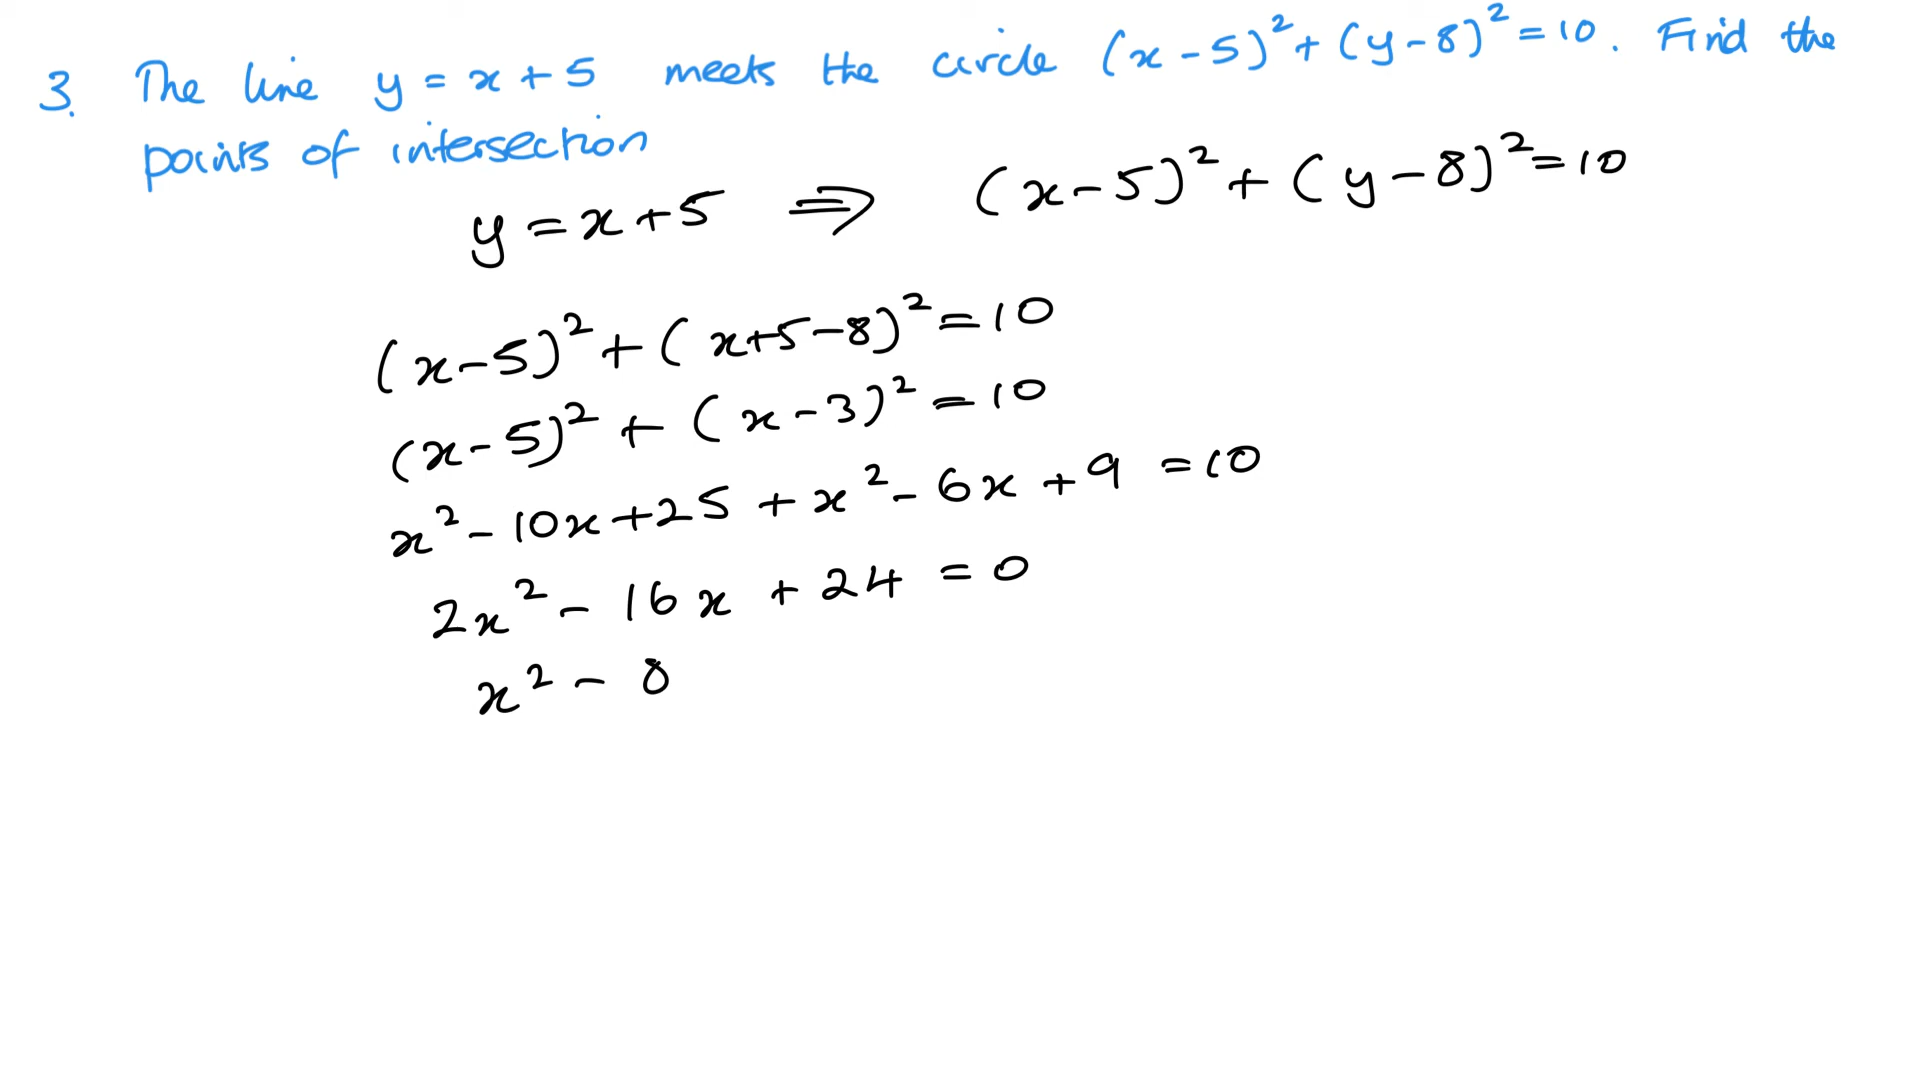 3. The line y = x + 5 meets the circle (x - 5)² + (y - 8)² = 10. Find the
points of intersection
y = x + 5 ⇒ (x - 5)² + (y - 8)² = 10
(x - 5)² + (x + 5 - 8)² = 10
(x - 5)² + (x - 3)² = 10
x² - 10x + 25 + x² - 6x + 9 = 10
2x² - 16x + 24 = 0
x² - 8